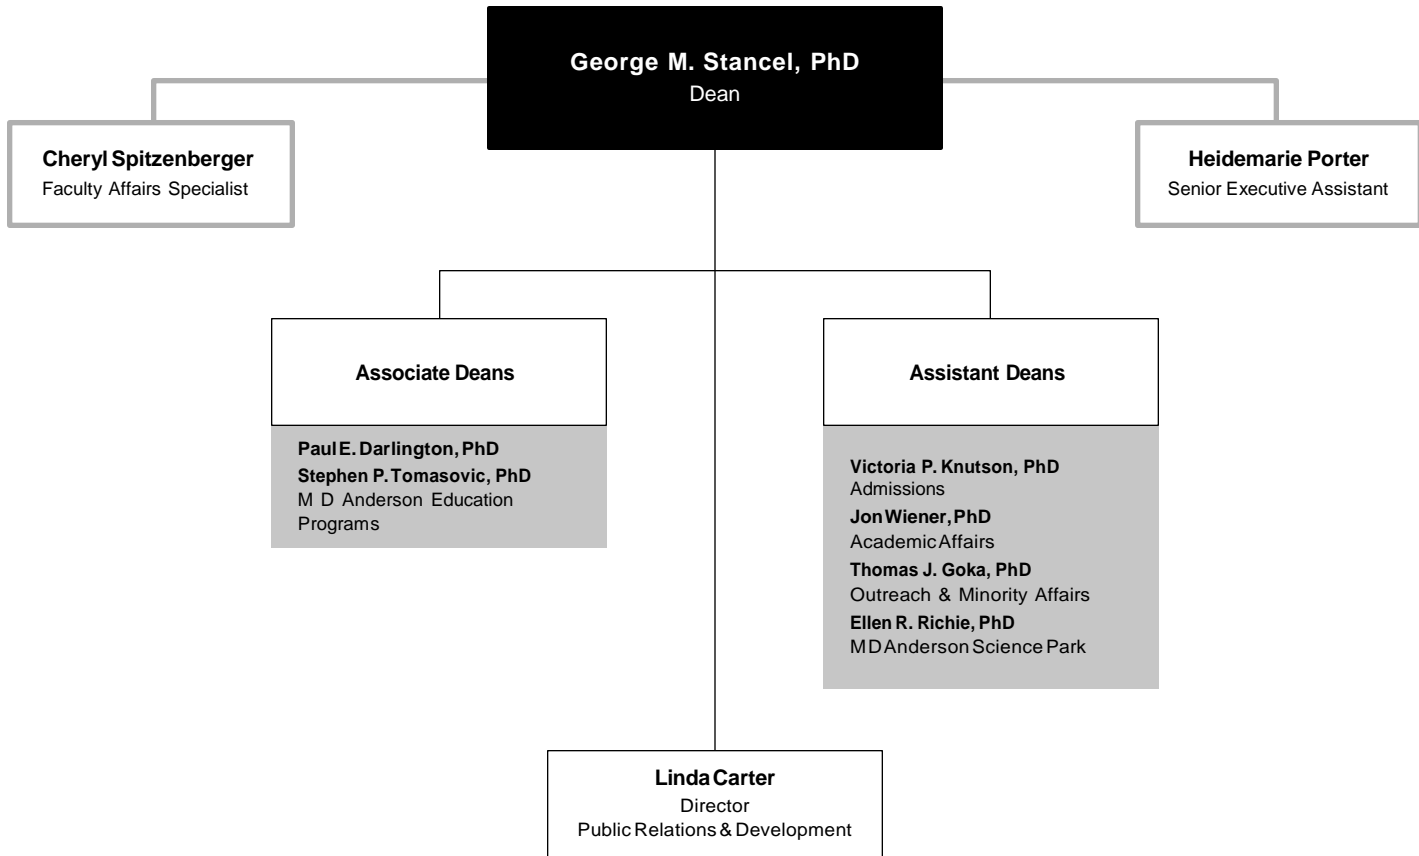 George M. Stancel, PhD
Dean
Cheryl Spitzenberger
Faculty Affairs Specialist
Heidemarie Porter
Senior Executive Assistant
Associate Deans
Paul E. Darlington, PhD
Stephen P. Tomasovic, PhD
M D Anderson Education
Programs
Assistant Deans
Victoria P. Knutson, PhD
Admissions
Jon Wiener, PhD
Academic Affairs
Thomas J. Goka, PhD
Outreach & Minority Affairs
Ellen R. Richie, PhD
MD Anderson Science Park
Linda Carter
Director
Public Relations & Development